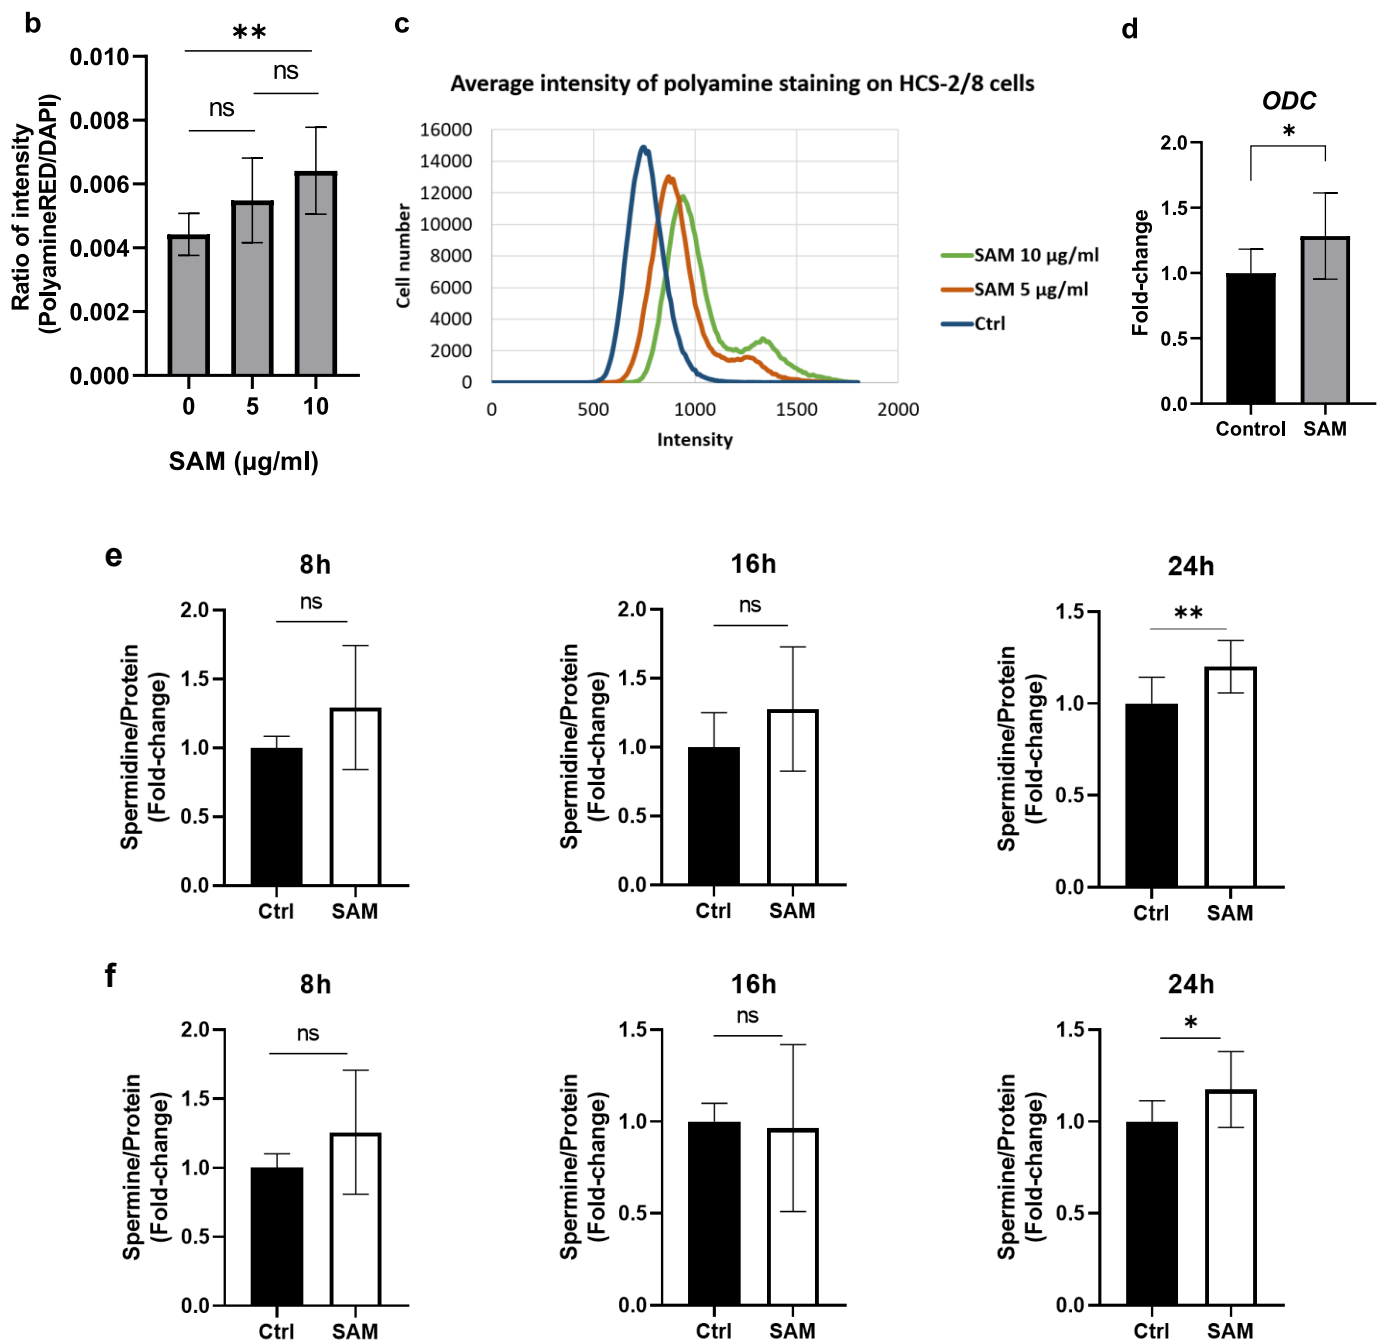 b
**
ns
ns
0.010
0.008
0.006
0.004
0.002
0.000
Ratio of intensity
(PolyamineRED/DAPI)
0 5 10
SAM (µg/ml)
c
Average intensity of polyamine staining on HCS-2/8 cells
16000
14000
12000
10000
8000
6000
4000
2000
0
Cell number
0 500 1000 1500 2000
Intensity
SAM 10 µg/ml
SAM 5 µg/ml
Ctrl
d
ODC
*
2.0
1.5
1.0
0.5
0.0
Fold-change
Control SAM
e
8h
ns
2.0
1.5
1.0
0.5
0.0
Spermidine/Protein
(Fold-change)
Ctrl SAM
16h
ns
2.0
1.5
1.0
0.5
0.0
Spermidine/Protein
(Fold-change)
Ctrl SAM
24h
**
1.5
1.0
0.5
0.0
Spermidine/Protein
(Fold-change)
Ctrl SAM
f
8h
ns
2.0
1.5
1.0
0.5
0.0
Spermine/Protein
(Fold-change)
Ctrl SAM
16h
ns
1.5
1.0
0.5
0.0
Spermine/Protein
(Fold-change)
Ctrl SAM
24h
*
1.5
1.0
0.5
0.0
Spermine/Protein
(Fold-change)
Ctrl SAM